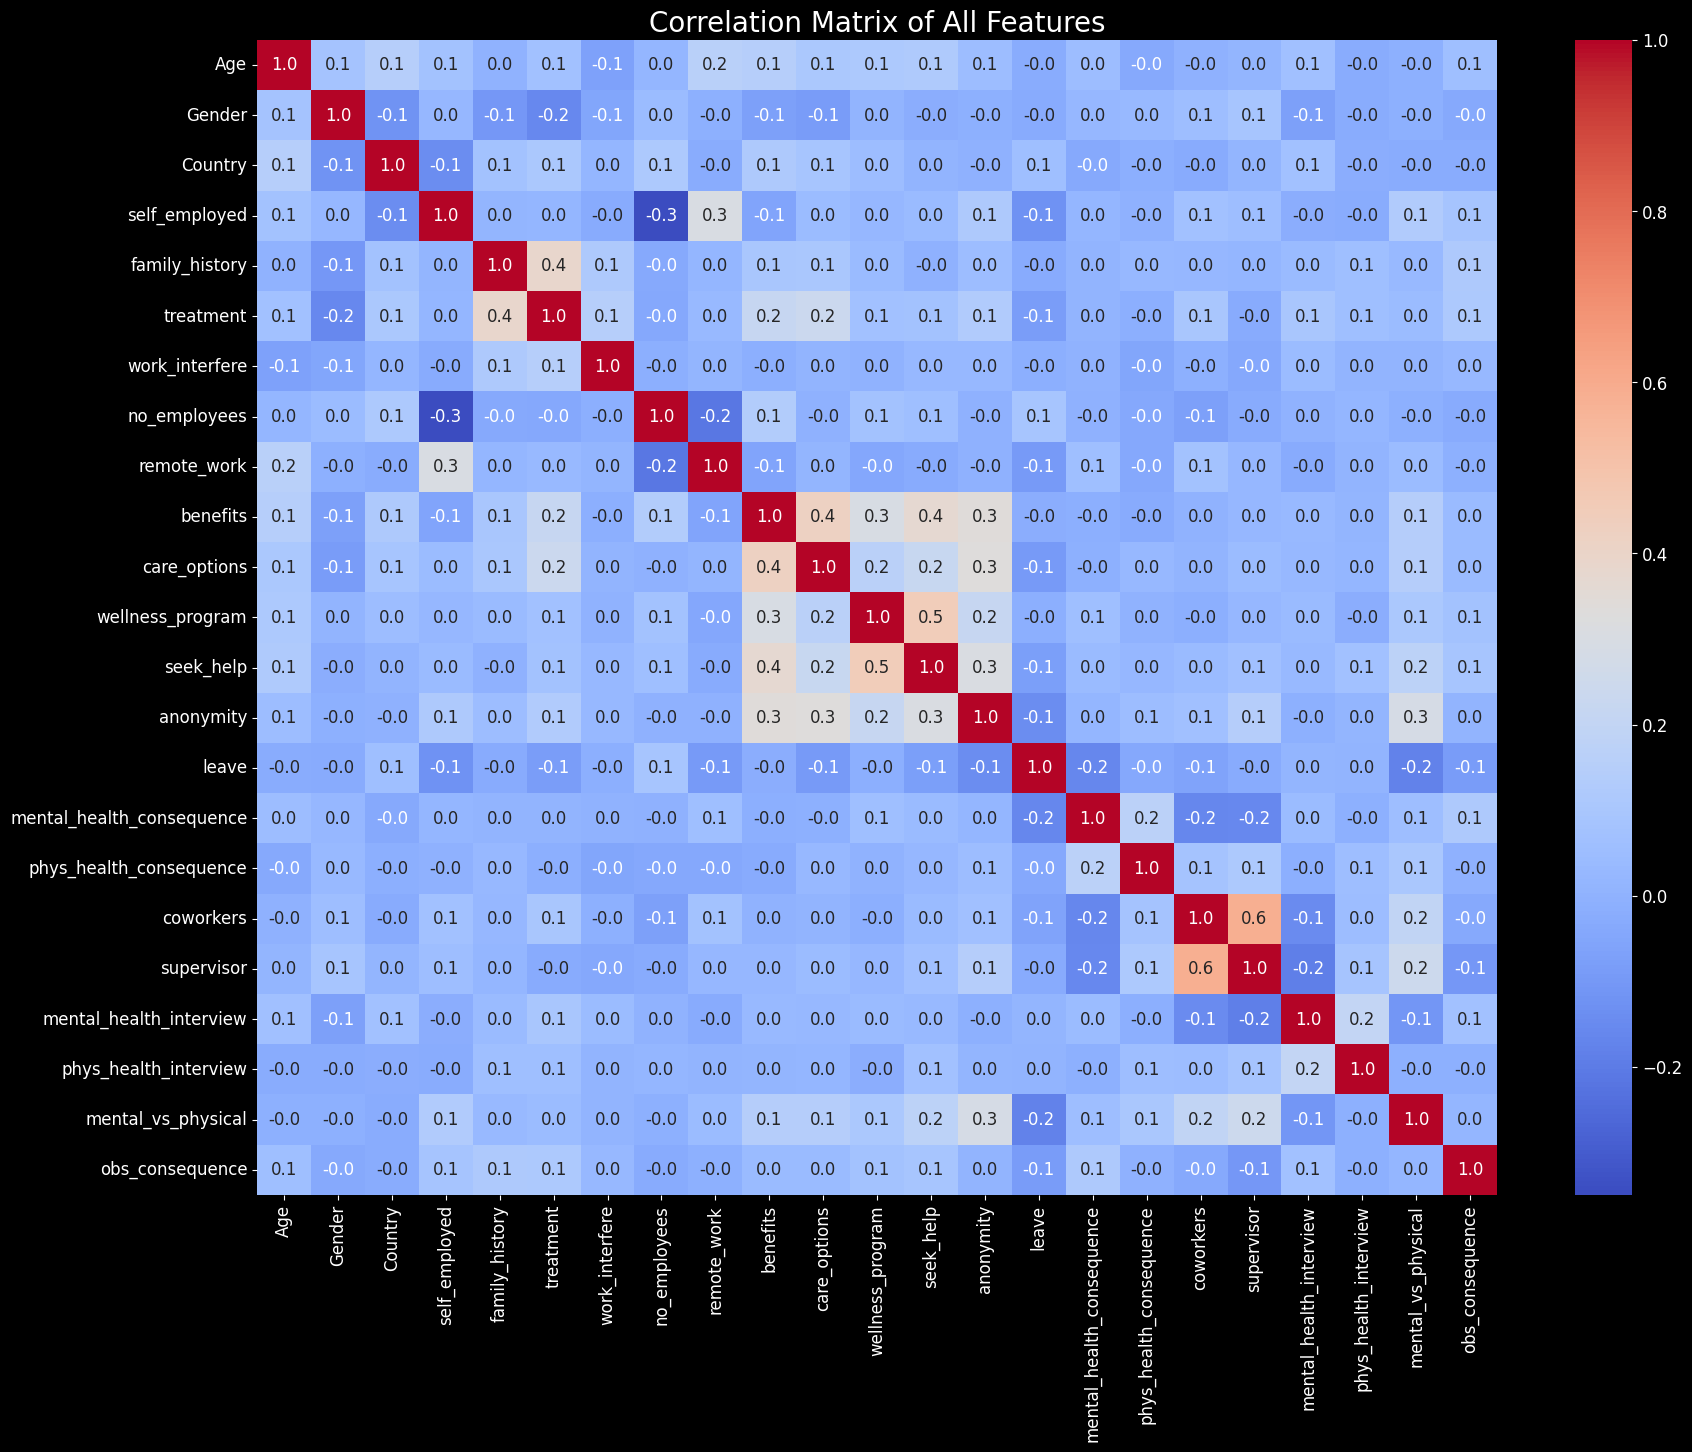 Correlation Matrix of All Features
Age 1.0 0.1 0.1 0.1 0.0 0.1 -0.1 0.0 0.2 0.1 0.1 0.1 0.1 0.1 -0.0 0.0 -0.0 -0.0 0.0 0.1 -0.0 -0.0 0.1
Gender 0.1 1.0 -0.1 0.0 -0.1 -0.2 -0.1 0.0 -0.0 -0.1 -0.1 0.0 -0.0 -0.0 -0.0 0.0 0.0 0.1 0.1 -0.1 -0.0 -0.0 -0.0
Country 0.1 -0.1 1.0 -0.1 0.1 0.1 0.0 0.1 -0.0 0.1 0.1 0.0 0.0 -0.0 0.1 -0.0 -0.0 -0.0 0.0 0.1 -0.0 -0.0 -0.0
self_employed 0.1 0.0 -0.1 1.0 0.0 0.0 -0.0 -0.3 0.3 -0.1 0.0 0.0 0.0 0.1 -0.1 0.0 -0.0 0.1 0.1 -0.0 -0.0 0.1 0.1
family_history 0.0 -0.1 0.1 0.0 1.0 0.4 0.1 -0.0 0.0 0.1 0.1 0.0 -0.0 0.0 -0.0 0.0 0.0 0.0 0.0 0.0 0.1 0.0 0.1
treatment 0.1 -0.2 0.1 0.0 0.4 1.0 0.1 -0.0 0.0 0.2 0.2 0.1 0.1 0.1 -0.1 0.0 -0.0 0.1 -0.0 0.1 0.1 0.0 0.1
work_interfere -0.1 -0.1 0.0 -0.0 0.1 0.1 1.0 -0.0 0.0 -0.0 0.0 0.0 0.0 0.0 -0.0 0.0 -0.0 -0.0 -0.0 0.0 0.0 0.0 0.0
no_employees 0.0 0.0 0.1 -0.3 -0.0 -0.0 -0.0 1.0 -0.2 0.1 -0.0 0.1 0.1 -0.0 0.1 -0.0 -0.0 -0.1 -0.0 0.0 0.0 -0.0 -0.0
remote_work 0.2 -0.0 -0.0 0.3 0.0 0.0 0.0 -0.2 1.0 -0.1 0.0 -0.0 -0.0 -0.0 -0.1 0.1 -0.0 0.1 0.0 -0.0 0.0 0.0 -0.0
benefits 0.1 -0.1 0.1 -0.1 0.1 0.2 -0.0 0.1 -0.1 1.0 0.4 0.3 0.4 0.3 -0.0 -0.0 -0.0 0.0 0.0 0.0 0.0 0.1 0.0
care_options 0.1 -0.1 0.1 0.0 0.1 0.2 0.0 -0.0 0.0 0.4 1.0 0.2 0.2 0.3 -0.1 -0.0 0.0 0.0 0.0 0.0 0.0 0.1 0.0
wellness_program 0.1 0.0 0.0 0.0 0.0 0.1 0.0 0.1 -0.0 0.3 0.2 1.0 0.5 0.2 -0.0 0.1 0.0 -0.0 0.0 0.0 -0.0 0.1 0.1
seek_help 0.1 -0.0 0.0 0.0 -0.0 0.1 0.0 0.1 -0.0 0.4 0.2 0.5 1.0 0.3 -0.1 0.0 0.0 0.0 0.1 0.0 0.1 0.2 0.1
anonymity 0.1 -0.0 -0.0 0.1 0.0 0.1 0.0 -0.0 -0.0 0.3 0.3 0.2 0.3 1.0 -0.1 0.0 0.1 0.1 0.1 -0.0 0.0 0.3 0.0
leave -0.0 -0.0 0.1 -0.1 -0.0 -0.1 -0.0 0.1 -0.1 -0.0 -0.1 -0.0 -0.1 -0.1 1.0 -0.2 -0.0 -0.1 -0.0 0.0 0.0 -0.2 -0.1
mental_health_consequence 0.0 0.0 -0.0 0.0 0.0 0.0 0.0 -0.0 0.1 -0.0 -0.0 0.1 0.0 0.0 -0.2 1.0 0.2 -0.2 -0.2 0.0 -0.0 0.1 0.1
phys_health_consequence -0.0 0.0 -0.0 -0.0 0.0 -0.0 -0.0 -0.0 -0.0 -0.0 0.0 0.0 0.0 0.1 -0.0 0.2 1.0 0.1 0.1 -0.0 0.1 0.1 -0.0
coworkers -0.0 0.1 -0.0 0.1 0.0 0.1 -0.0 -0.1 0.1 0.0 0.0 -0.0 0.0 0.1 -0.1 -0.2 0.1 1.0 0.6 -0.1 0.0 0.2 -0.0
supervisor 0.0 0.1 0.0 0.1 0.0 -0.0 -0.0 -0.0 0.0 0.0 0.0 0.0 0.1 0.1 -0.0 -0.2 0.1 0.6 1.0 -0.2 0.1 0.2 -0.1
mental_health_interview 0.1 -0.1 0.1 -0.0 0.0 0.1 0.0 0.0 -0.0 0.0 0.0 0.0 0.0 -0.0 0.0 0.0 -0.0 -0.1 -0.2 1.0 0.2 -0.1 0.1
phys_health_interview -0.0 -0.0 -0.0 -0.0 0.1 0.1 0.0 0.0 0.0 0.0 0.0 -0.0 0.1 0.0 0.0 -0.0 0.1 0.0 0.1 0.2 1.0 -0.0 -0.0
mental_vs_physical -0.0 -0.0 -0.0 0.1 0.0 0.0 0.0 -0.0 0.0 0.1 0.1 0.1 0.2 0.3 -0.2 0.1 0.1 0.2 0.2 -0.1 -0.0 1.0 0.0
obs_consequence 0.1 -0.0 -0.0 0.1 0.1 0.1 0.0 -0.0 -0.0 0.0 0.0 0.1 0.1 0.0 -0.1 0.1 -0.0 -0.0 -0.1 0.1 -0.0 0.0 1.0
Age
Gender
Country
self_employed
family_history
treatment
work_interfere
no_employees
remote_work
benefits
care_options
wellness_program
seek_help
anonymity
leave
mental_health_consequence
phys_health_consequence
coworkers
supervisor
mental_health_interview
phys_health_interview
mental_vs_physical
obs_consequence
1.0
0.8
0.6
0.4
0.2
0.0
−0.2